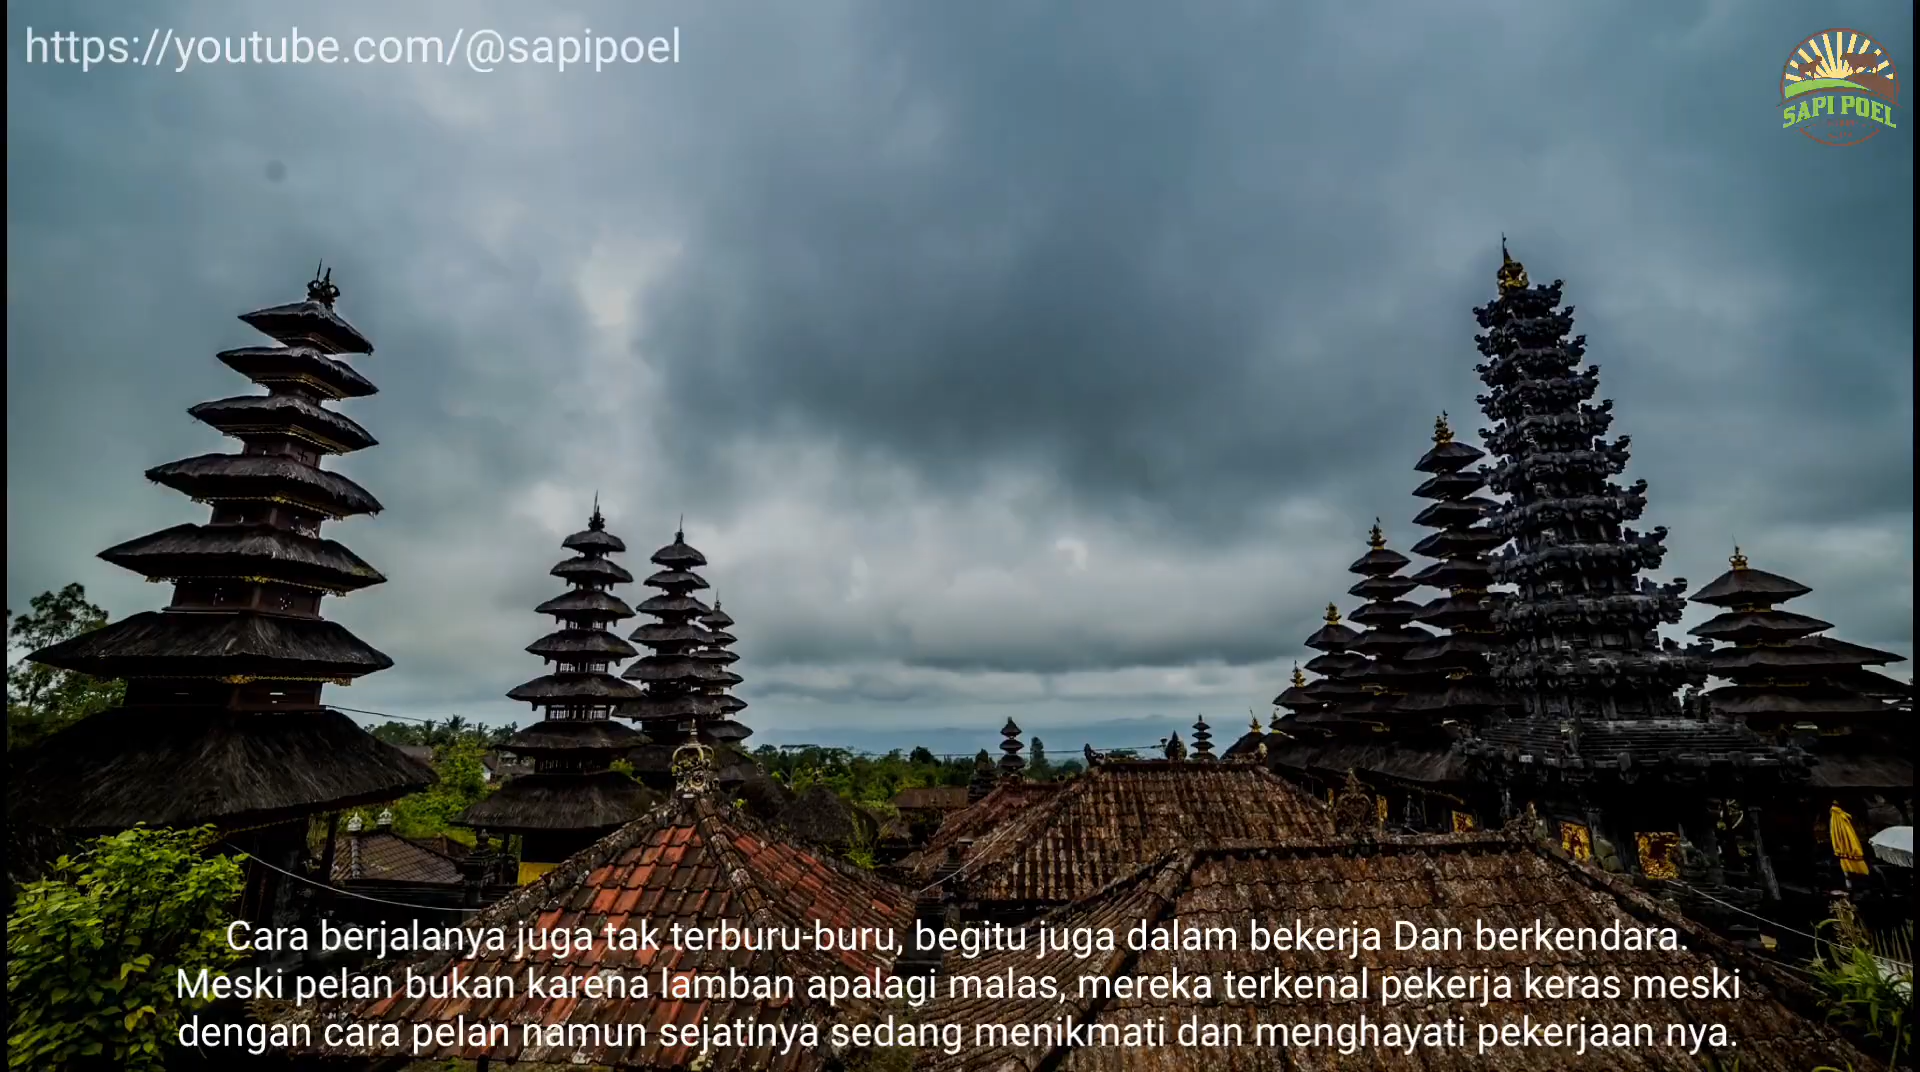 https://youtube.com/@sapipoel
SAPI POEL
Cara berjalanya juga tak terburu-buru, begitu juga dalam bekerja Dan berkendara.
Meski pelan bukan karena lamban apalagi malas, mereka terkenal pekerja keras meski
dengan cara pelan namun sejatinya sedang menikmati dan menghayati pekerjaan nya.